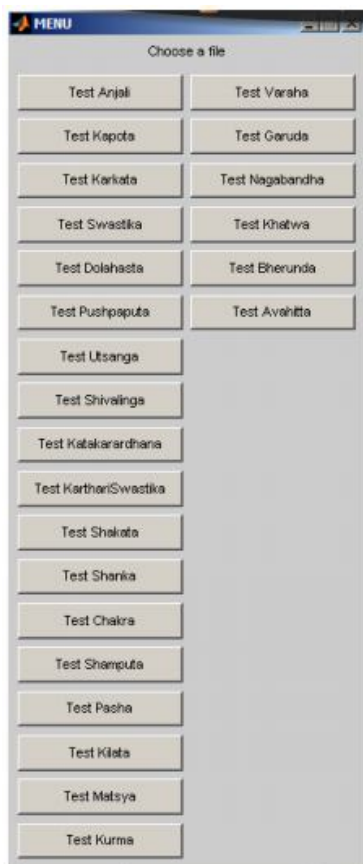 MENU
Choose a file
Test Anjali
Test Kapota
Test Karkata
Test Swastika
Test Dolahasta
Test Pushpaputa
Test Utsanga
Test Shivalinga
Test Katakarardhana
Test KarthariSwastika
Test Shakata
Test Shanka
Test Chakra
Test Shamputa
Test Pasha
Test Kilata
Test Matsya
Test Kurma
Test Varaha
Test Garuda
Test Nagabandha
Test Khatwa
Test Bherunda
Test Avahitta